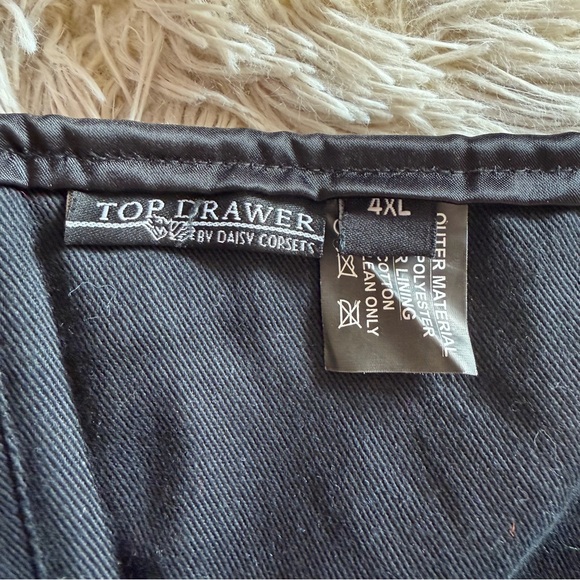 TOP DRAWER
BY DAISY CORSETS
4XL
OUTER MATERIAL
POLYESTER
LINING
COTTON
CLEAN ONLY